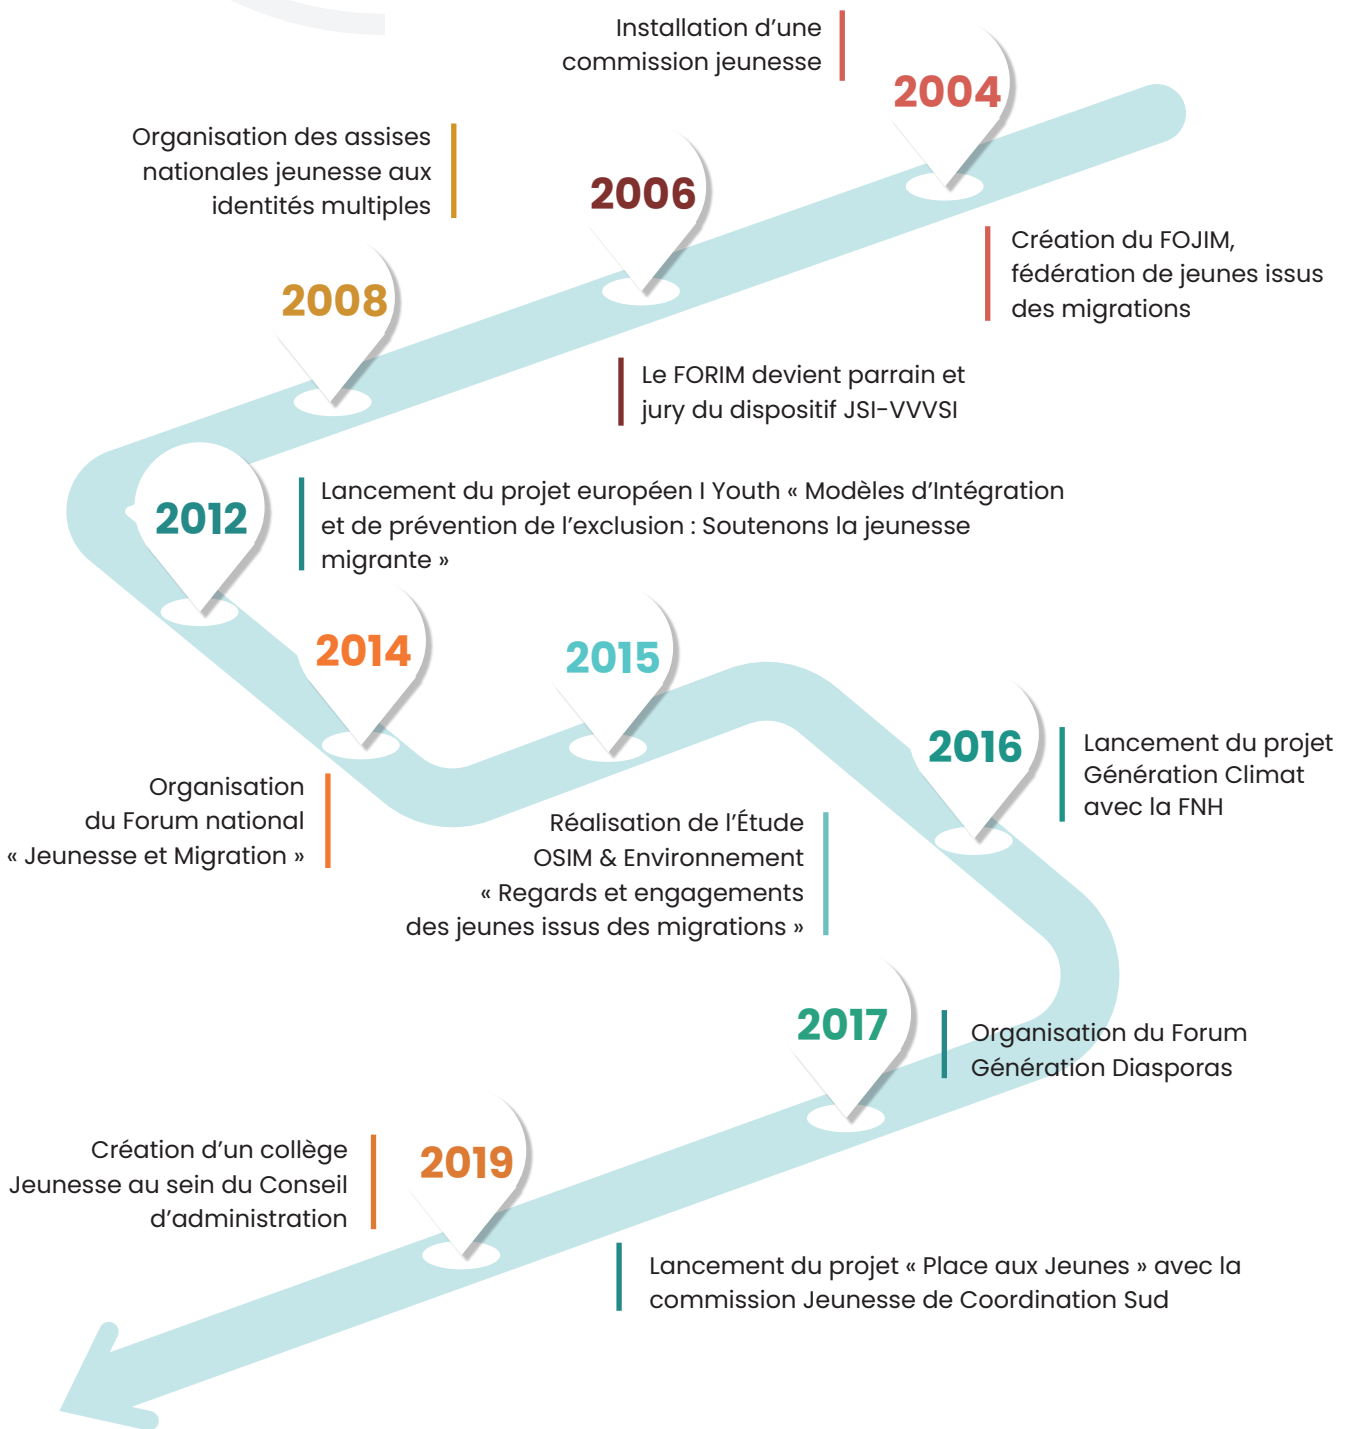 Installation d’une
commission jeunesse
2004
Création du FOJIM,
fédération de jeunes issus
des migrations
2006
Le FORIM devient parrain et
jury du dispositif JSI-VVVSI
Organisation des assises
nationales jeunesse aux
identités multiples
2008
2012
Lancement du projet européen I Youth « Modèles d’Intégration
et de prévention de l’exclusion : Soutenons la jeunesse
migrante »
2014
Organisation
du Forum national
« Jeunesse et Migration »
2015
Réalisation de l’Étude
OSIM & Environnement
« Regards et engagements
des jeunes issus des migrations »
2016
Lancement du projet
Génération Climat
avec la FNH
2017
Organisation du Forum
Génération Diasporas
Lancement du projet « Place aux Jeunes » avec la
commission Jeunesse de Coordination Sud
2019
Création d’un collège
Jeunesse au sein du Conseil
d’administration